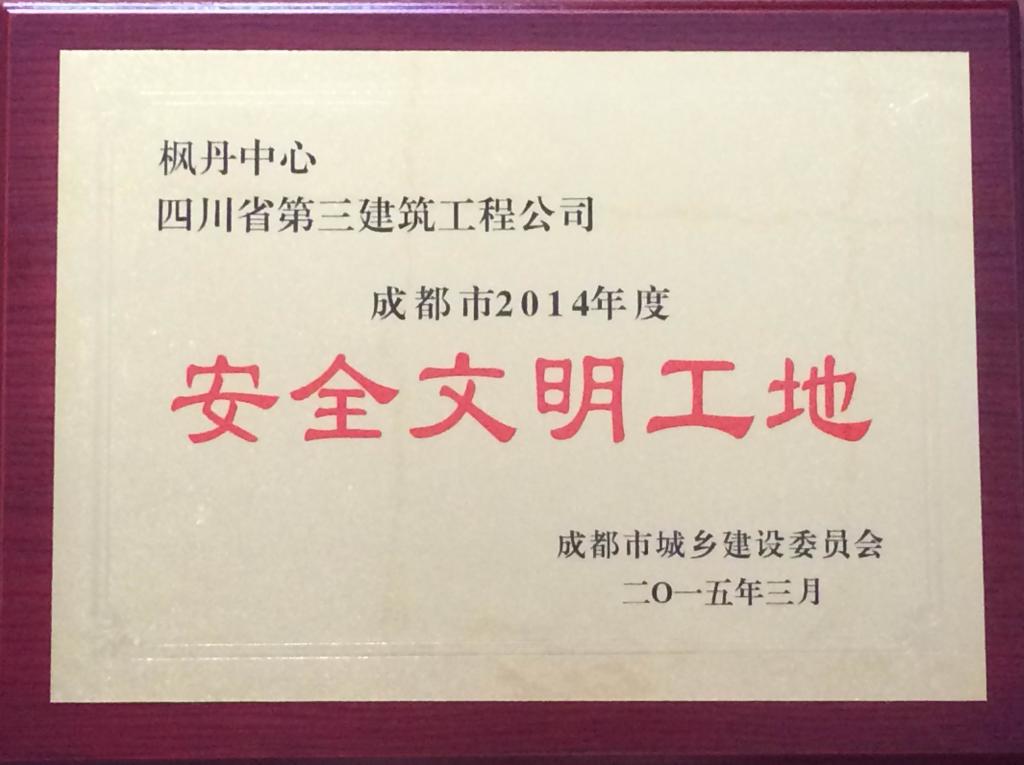 枫丹中心
四川省第三建筑工程公司
成都市2014年度
安全文明工地
成都市城乡建设委员会
二O一五年三月